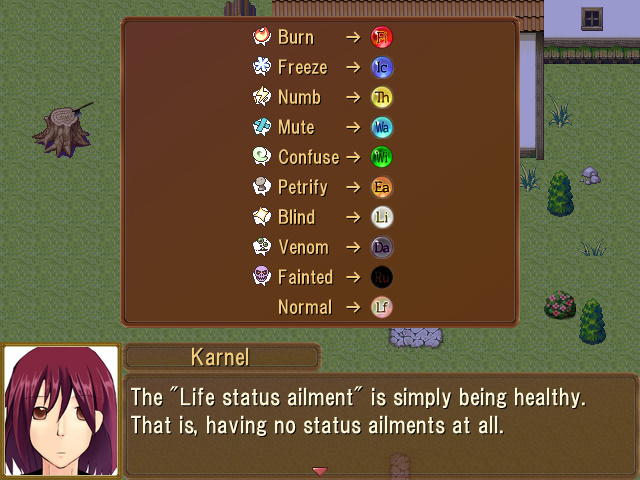 Burn → Fi
Freeze → Ic
Numb → Th
Mute → Wa
Confuse → Wi
Petrify → Ea
Blind → Li
Venom → Da
Fainted → Ru
Normal → Lf
Karnel
The "Life status ailment" is simply being healthy.
That is, having no status ailments at all.